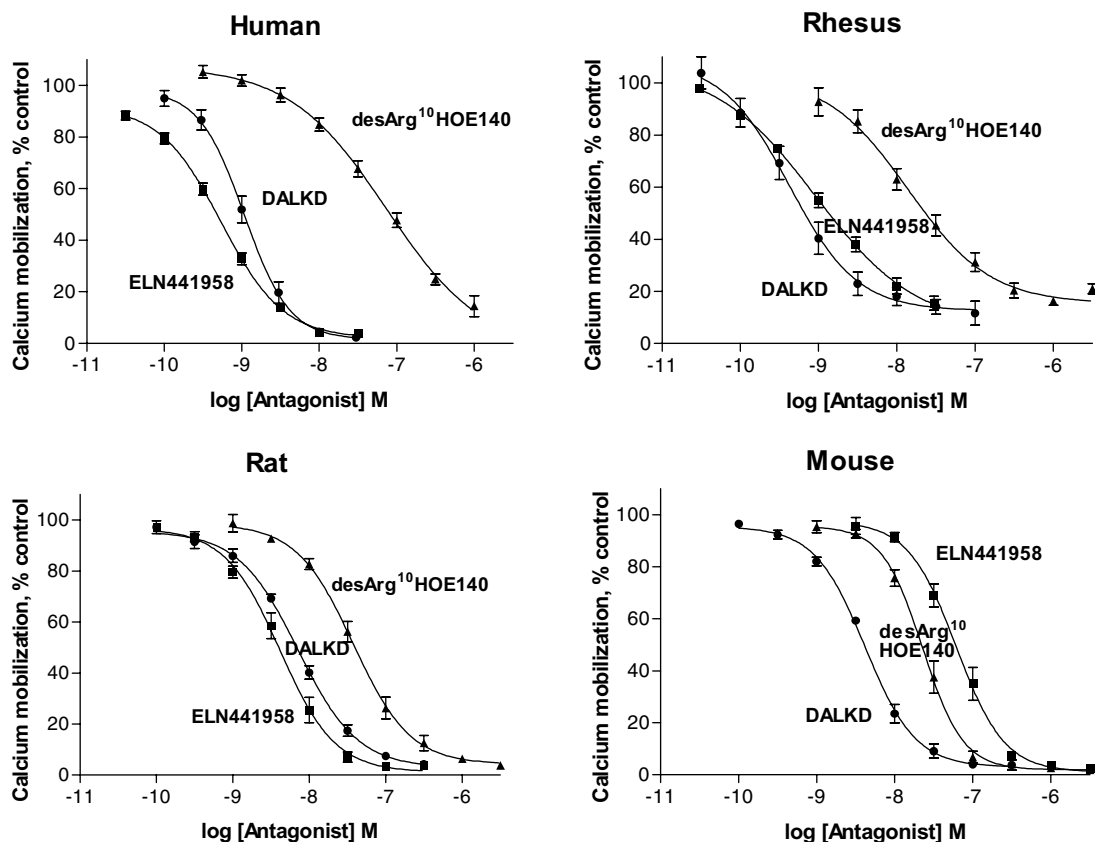 Human
Calcium mobilization, % control
100
80
60
40
20
0
desArg¹⁰HOE140
DALKD
ELN441958
-11 -10 -9 -8 -7 -6
log [Antagonist] M
Rhesus
Calcium mobilization, % control
100
80
60
40
20
0
desArg¹⁰HOE140
ELN441958
DALKD
-11 -10 -9 -8 -7 -6
log [Antagonist] M
Rat
Calcium mobilization, % control
100
80
60
40
20
0
desArg¹⁰HOE140
DALKD
ELN441958
-11 -10 -9 -8 -7 -6
log [Antagonist] M
Mouse
Calcium mobilization, % control
100
80
60
40
20
0
ELN441958
desArg¹⁰
HOE140
DALKD
-11 -10 -9 -8 -7 -6
log [Antagonist] M